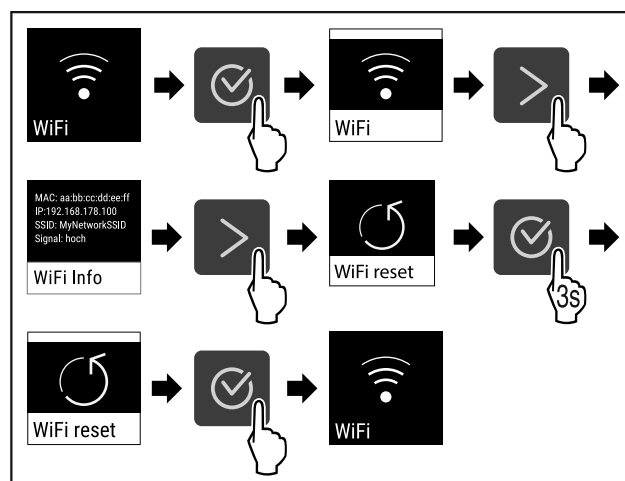 WiFi
WiFi
MAC: aa:bb:cc:dd:ee:ff
IP:192.168.178.100
SSID: MyNetworkSSID
Signal: hoch
WiFi Info
WiFi reset
3s
WiFi reset
WiFi